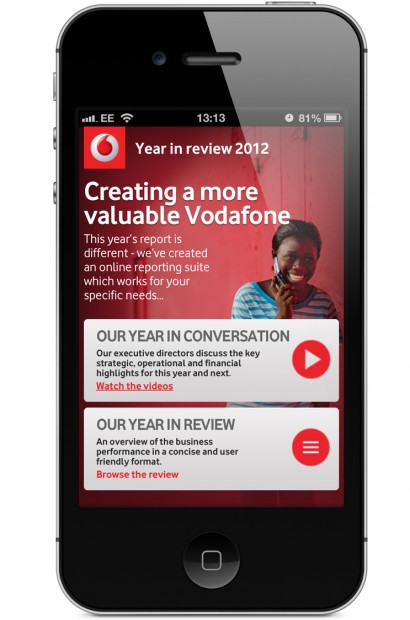 EE 13:13 81%
Year in review 2012
Creating a more
valuable Vodafone
This year's report is
different - we've created
an online reporting suite
which works for your
specific needs...
OUR YEAR IN CONVERSATION
Our executive directors discuss the key
strategic, operational and financial
highlights for this year and next.
Watch the videos
OUR YEAR IN REVIEW
An overview of the business
performance in a concise and user
friendly format.
Browse the review